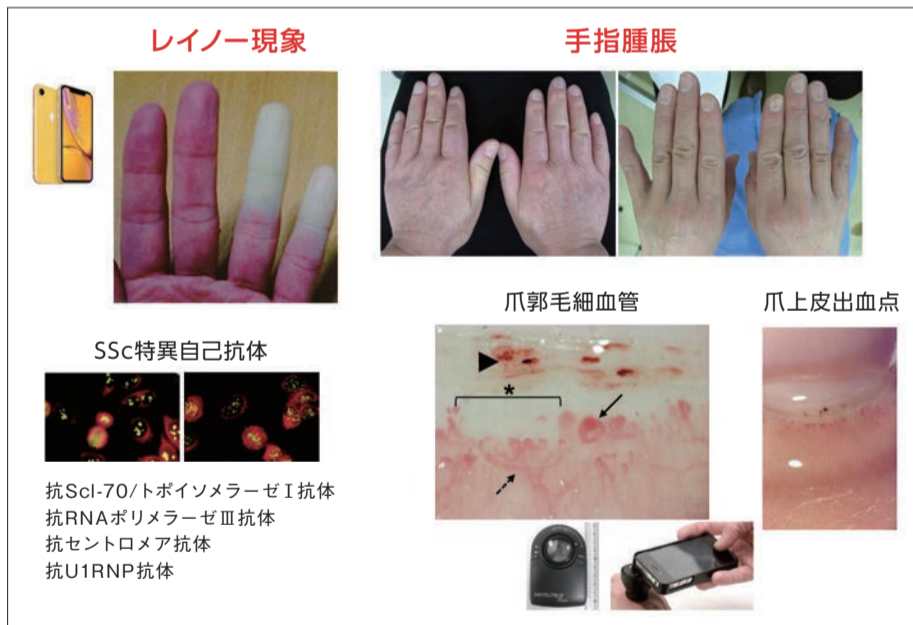 レイノー現象
手指腫脹
爪郭毛細血管
爪上皮出血点
SSc特異自己抗体
*
抗Scl-70/トポイソメラーゼⅠ抗体
抗RNAポリメラーゼⅢ抗体
抗セントロメア抗体
抗U1RNP抗体